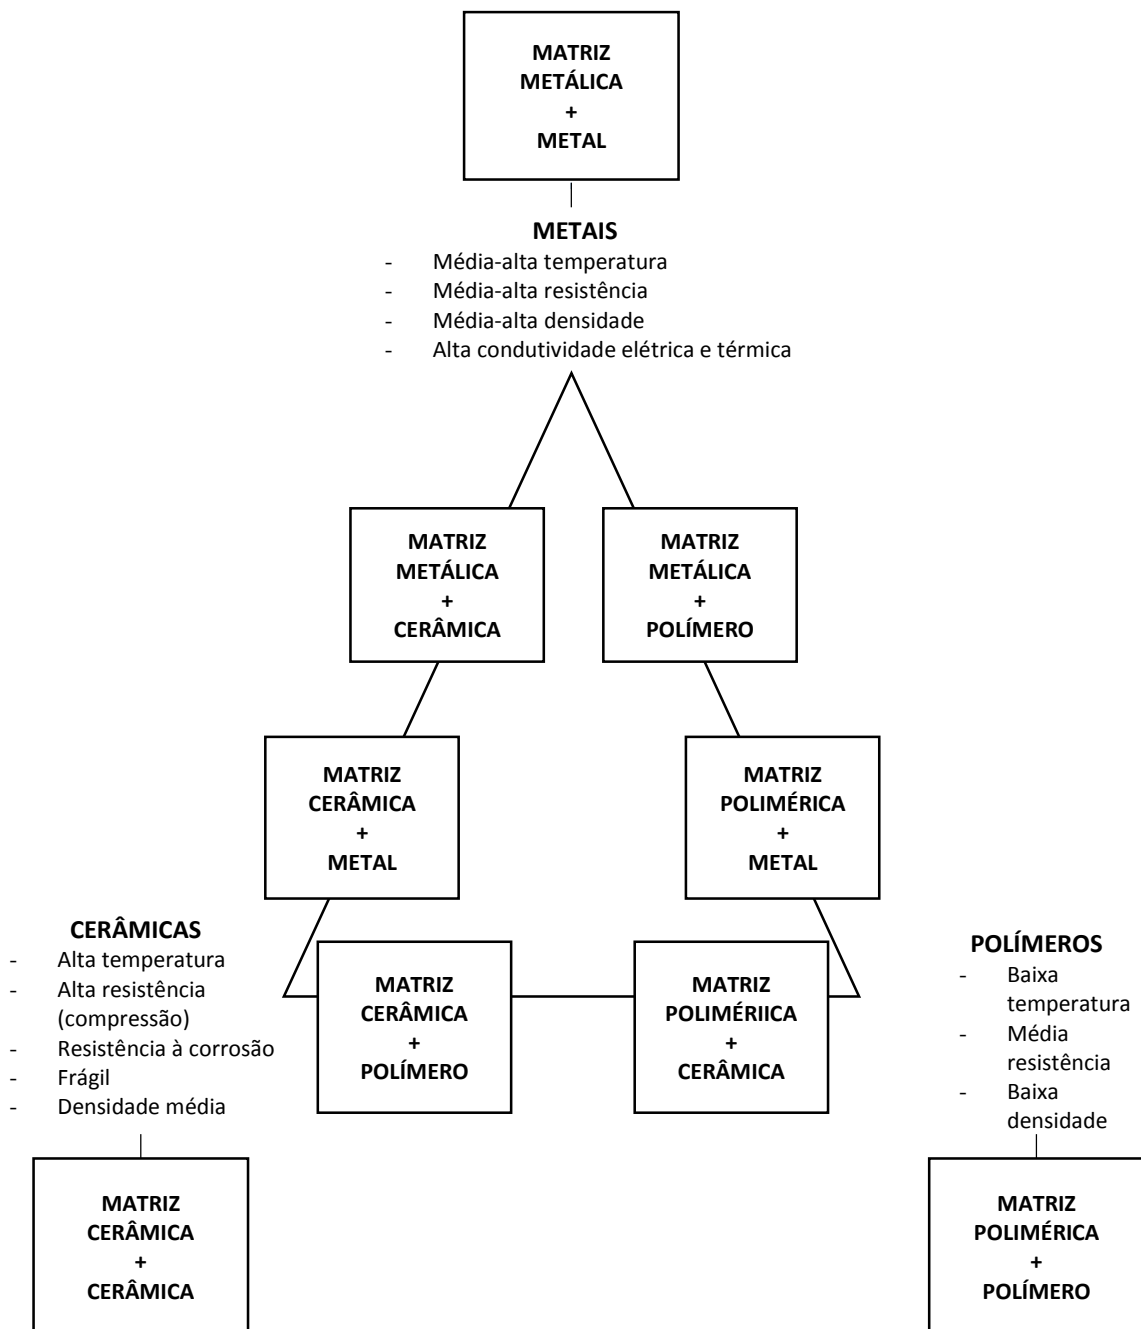 MATRIZ
METÁLICA
+
METAL
METAIS
- Média-alta temperatura
- Média-alta resistência
- Média-alta densidade
- Alta condutividade elétrica e térmica
MATRIZ
METÁLICA
+
CERÂMICA
MATRIZ
METÁLICA
+
POLÍMERO
MATRIZ
CERÂMICA
+
METAL
MATRIZ
POLIMÉRICA
+
METAL
CERÂMICAS
- Alta temperatura
- Alta resistência
(compressão)
- Resistência à corrosão
- Frágil
- Densidade média
MATRIZ
CERÂMICA
+
POLÍMERO
MATRIZ
POLIMÉRIICA
+
CERÂMICA
POLÍMEROS
- Baixa
temperatura
- Média
resistência
- Baixa
densidade
MATRIZ
CERÂMICA
+
CERÂMICA
MATRIZ
POLIMÉRICA
+
POLÍMERO